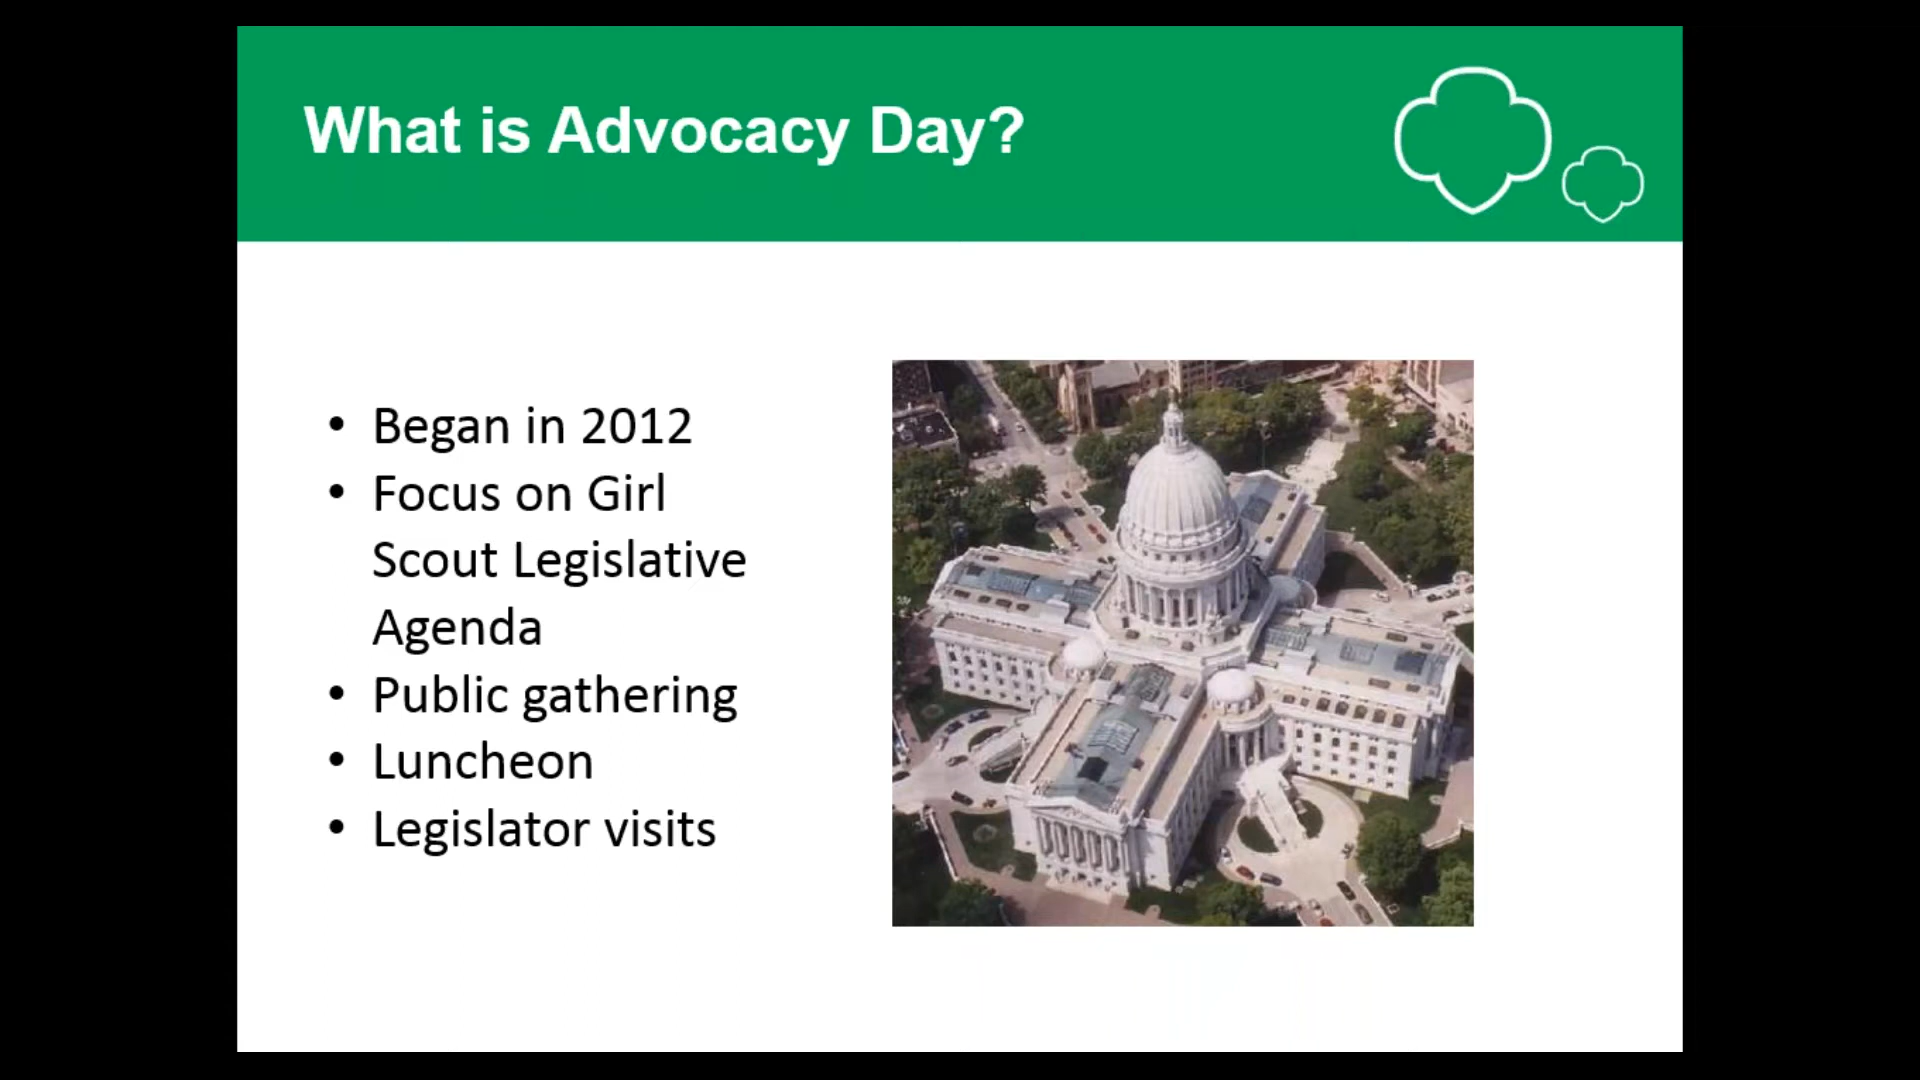 What is Advocacy Day?
• Began in 2012
• Focus on Girl
Scout Legislative
Agenda
• Public gathering
• Luncheon
• Legislator visits